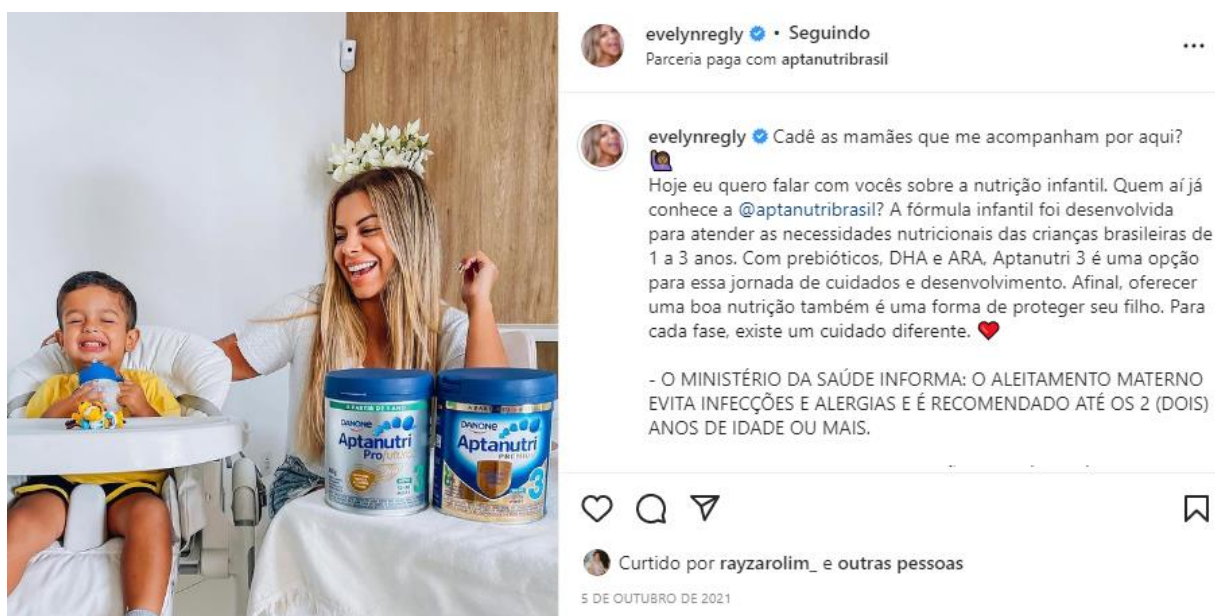 evelynregly • Seguindo
Parceria paga com aptanutribrasil
evelynregly Cadê as mamães que me acompanham por aqui?
🙋🏾‍♀️
Hoje eu quero falar com vocês sobre a nutrição infantil. Quem aí já
conhece a @aptanutribrasil? A fórmula infantil foi desenvolvida
para atender as necessidades nutricionais das crianças brasileiras de
1 a 3 anos. Com prebióticos, DHA e ARA, Aptanutri 3 é uma opção
para essa jornada de cuidados e desenvolvimento. Afinal, oferecer
uma boa nutrição também é uma forma de proteger seu filho. Para
cada fase, existe um cuidado diferente. ❤️
- O MINISTÉRIO DA SAÚDE INFORMA: O ALEITAMENTO MATERNO
EVITA INFECÇÕES E ALERGIAS E É RECOMENDADO ATÉ OS 2 (DOIS)
ANOS DE IDADE OU MAIS.
Curtido por rayzarolim_ e outras pessoas
5 DE OUTUBRO DE 2021
A PARTIR DE 1 ANO
DANONE
Aptanutri
Profutura
3
DANONE
Aptanutri
PREMIUM
3